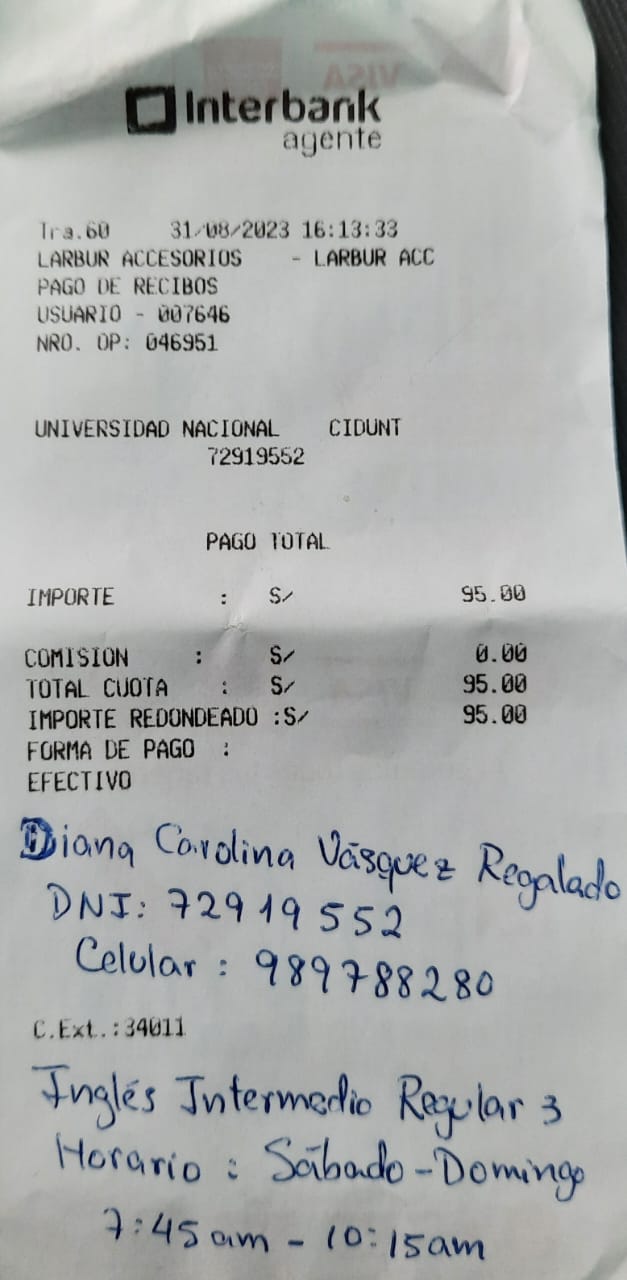 VISA
Interbank
agente
Tra.60 31/08/2023 16:13:33
LARBUR ACCESORIOS - LARBUR ACC
PAGO DE RECIBOS
USUARIO - 007646
NRO. OP: 046951
UNIVERSIDAD NACIONAL CIDUNT
72919552
PAGO TOTAL
IMPORTE : S/ 95.00
COMISION : S/ 0.00
TOTAL CUOTA : S/ 95.00
IMPORTE REDONDEADO :S/ 95.00
FORMA DE PAGO :
EFECTIVO
Diana Carolina Vásquez Regalado
DNI: 72919552
Celular : 989788280
C.Ext.:34011
Inglés Intermedio Regular 3
Horario : Sábado - Domingo
7:45 am - 10:15am